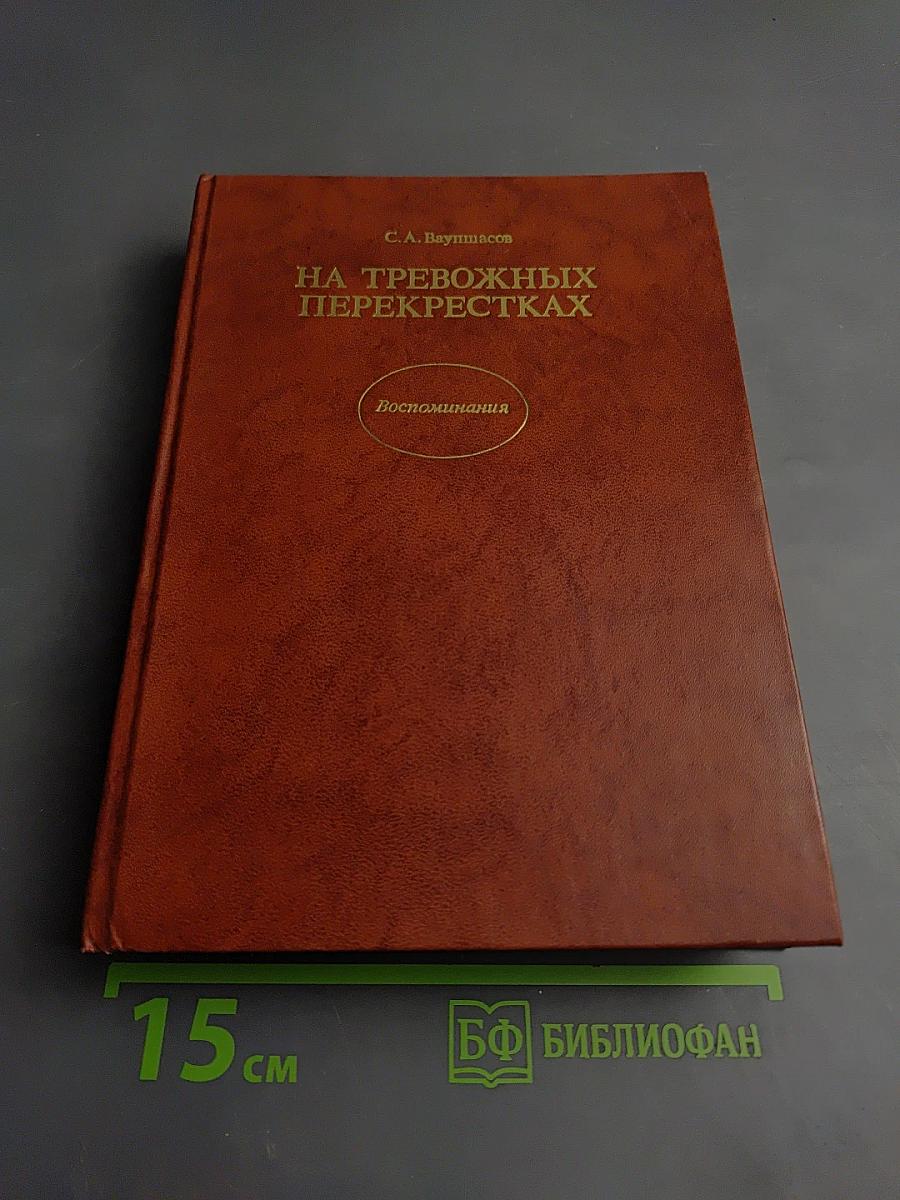 С. А. Ваупшасов
НА ТРЕВОЖНЫХ
ПЕРЕКРЕСТКАХ
Воспоминания
15 см
БФ БИБЛИОФАН